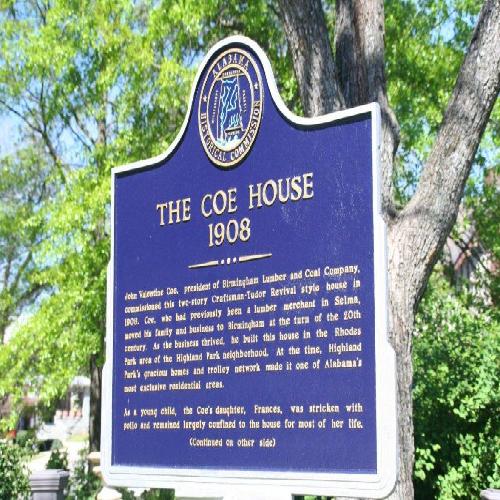 ALABAMA
HISTORICAL COMMISSION
THE COE HOUSE
1908
John Valentine Coe, president of Birmingham Lumber and Coal Company,
commissioned this two-story Craftsman-Tudor Revival style house in
1908. Coe, who had previously been a lumber merchant in Selma,
moved his family and business to Birmingham at the turn of the 20th
century. As the business thrived, he built this house in the Rhodes
Park area of the Highland Park neighborhood. At the time, Highland
Park's gracious homes and trolley network made it one of Alabama's
most exclusive residential areas.
As a young child, the Coe's daughter, Frances, was stricken with
polio and remained largely confined to the house for most of her life.
(Continued on other side)